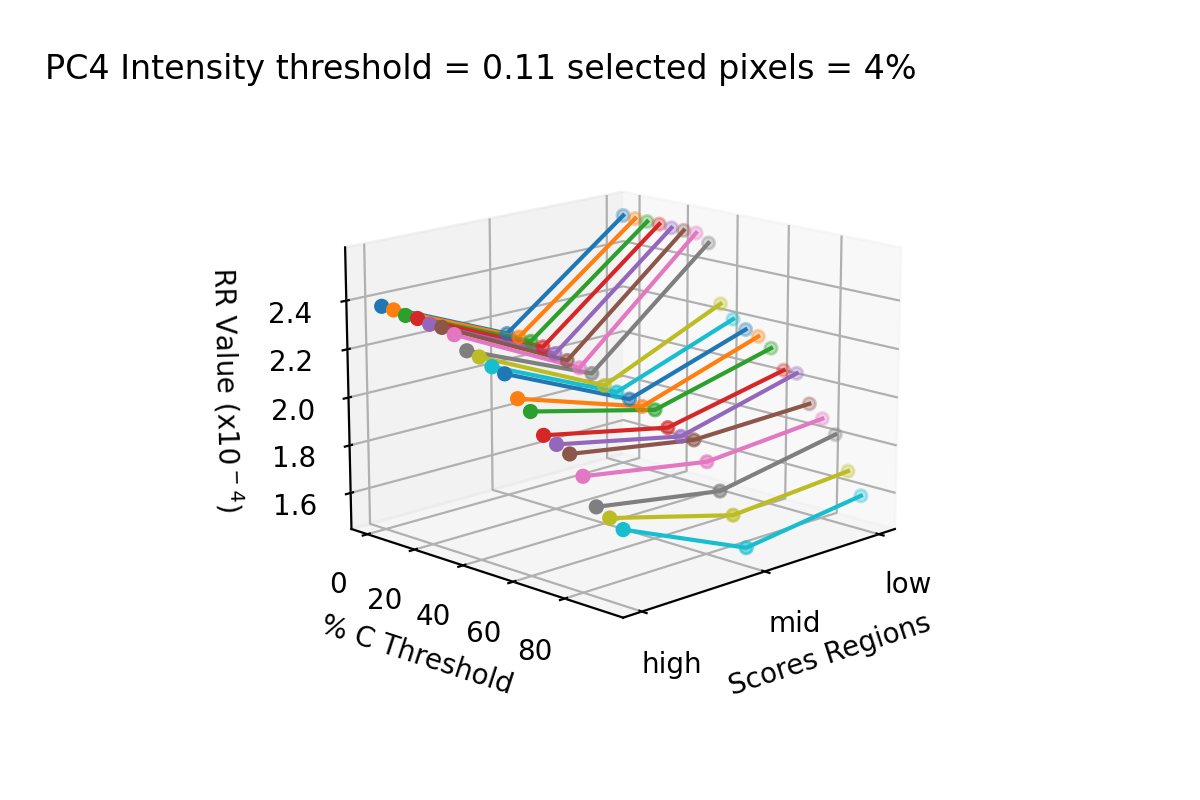 PC4 Intensity threshold = 0.11 selected pixels = 4%
RR Value (x10⁻⁴)
2.4
2.2
2.0
1.8
1.6
0
20
40
60
80
% C Threshold
high
mid
low
Scores Regions